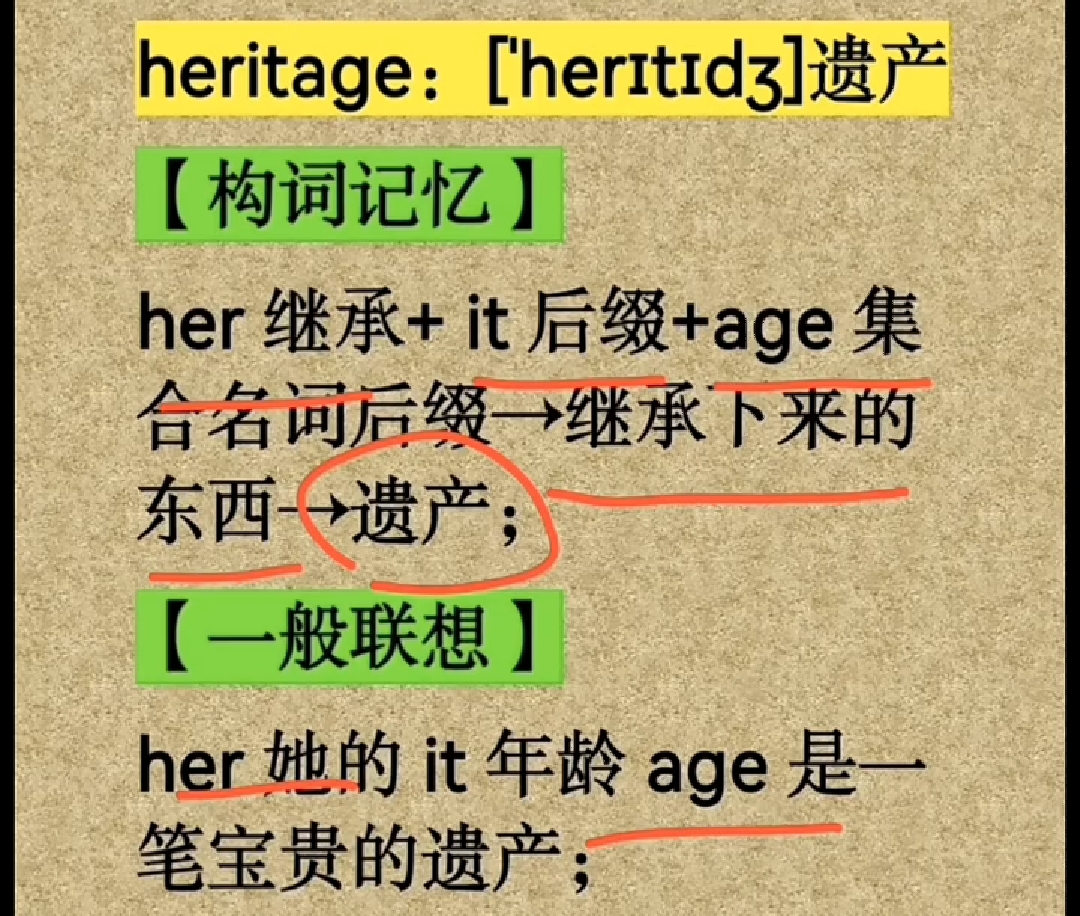 heritage：['herɪtɪdʒ]遗产
【 构词记忆 】
her 继承+ it 后缀+age 集
合名词后缀→继承下来的
东西→遗产；
【 一般联想 】
her 她的 it 年龄 age 是一
笔宝贵的遗产；